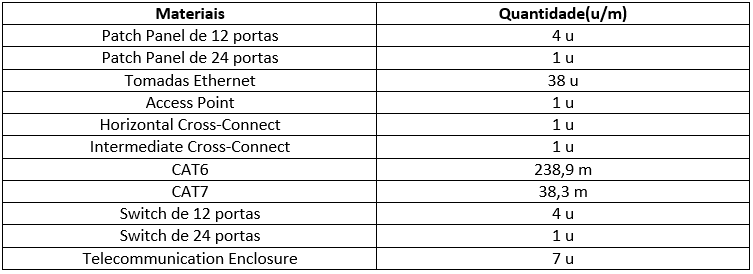 Materiais Quantidade(u/m)
Patch Panel de 12 portas 4 u
Patch Panel de 24 portas 1 u
Tomadas Ethernet 38 u
Access Point 1 u
Horizontal Cross-Connect 1 u
Intermediate Cross-Connect 1 u
CAT6 238,9 m
CAT7 38,3 m
Switch de 12 portas 4 u
Switch de 24 portas 1 u
Telecommunication Enclosure 7 u